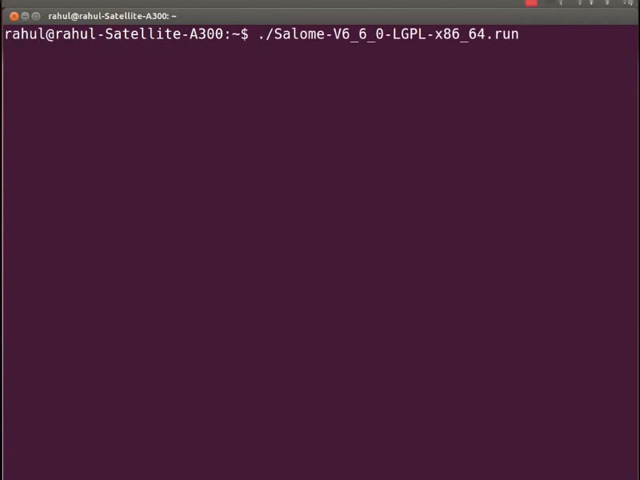 rahul@rahul-Satellite-A300: ~
rahul@rahul-Satellite-A300:~$ ./Salome-V6_6_0-LGPL-x86_64.run